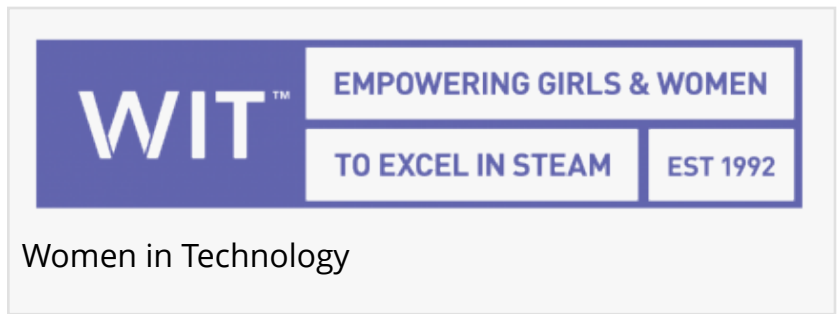 WIT™
EMPOWERING GIRLS & WOMEN
TO EXCEL IN STEAM
EST 1992
Women in Technology